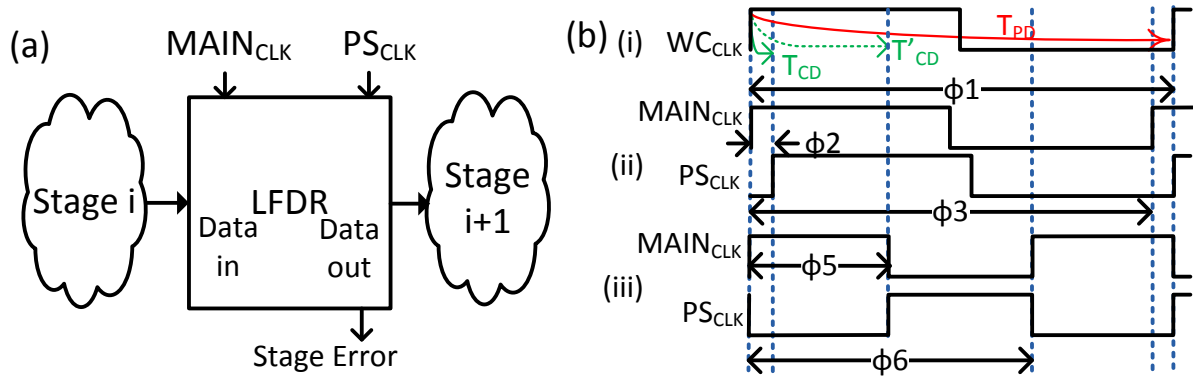 (a)
MAIN_CLK PS_CLK
Stage i
LFDR
Data in
Data out
Stage i+1
Stage Error
(b)
(i) WC_CLK
T_PD
T'_CD
T_CD
ϕ1
MAIN_CLK
ϕ2
(ii)
PS_CLK
ϕ3
MAIN_CLK
ϕ5
(iii)
PS_CLK
ϕ6